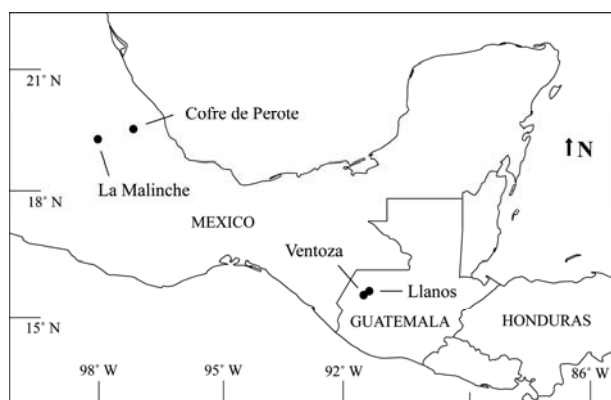 21° N
Cofre de Perote
N
La Malinche
18° N
MEXICO
Ventoza
Llanos
15° N
GUATEMALA
HONDURAS
98° W
95° W
92° W
86° W